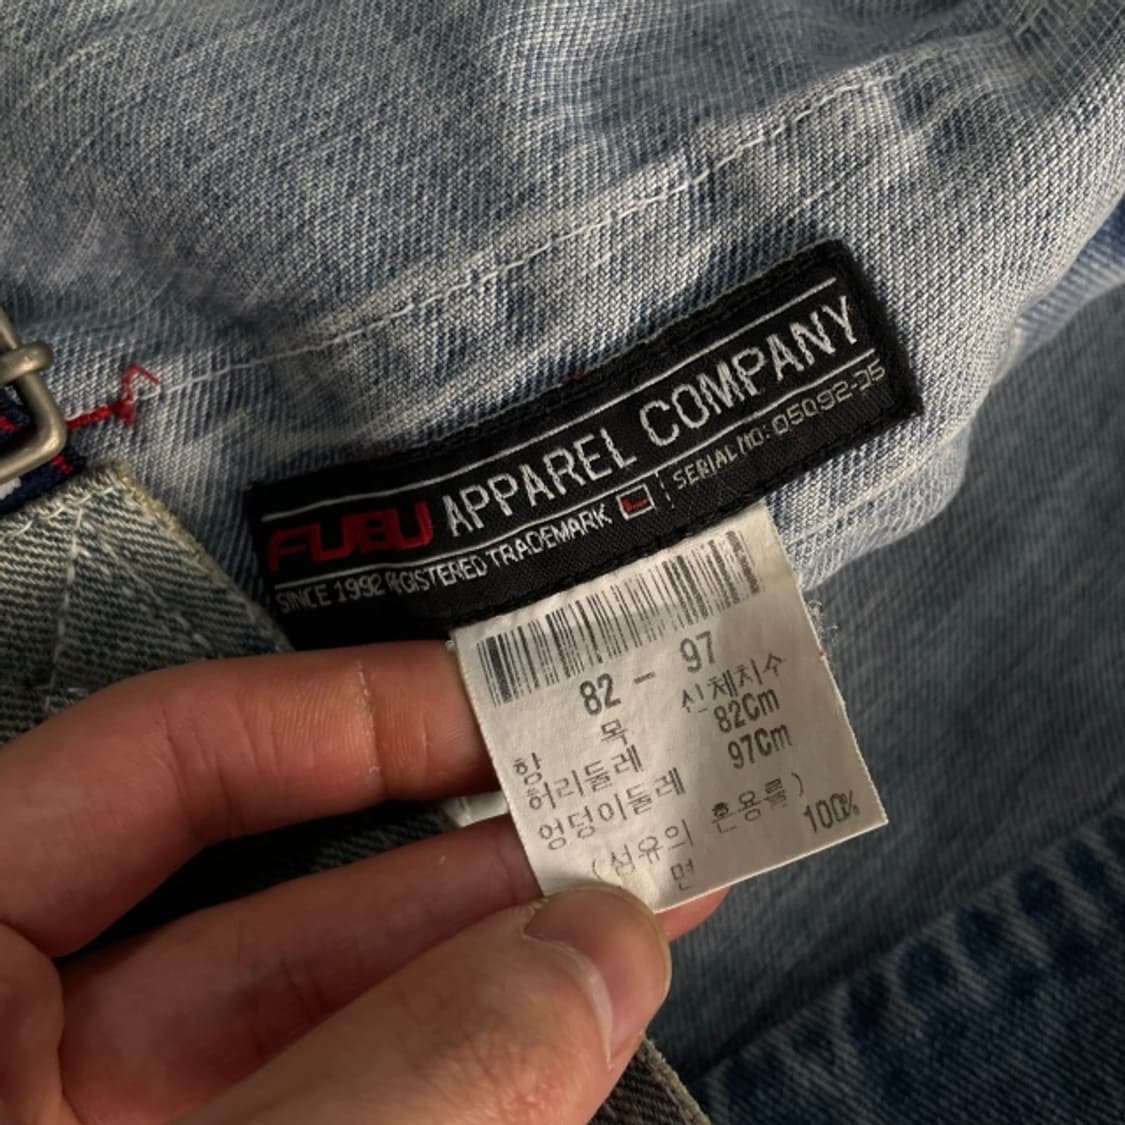 FUBU APPAREL COMPANY
SINCE 1992 REGISTERED TRADEMARK SERIAL NO: 05092-35
82 - 97
항 목 신체치수
허리둘레 82Cm
엉덩이둘레 97Cm
(섬유의 혼용률)
면 100%